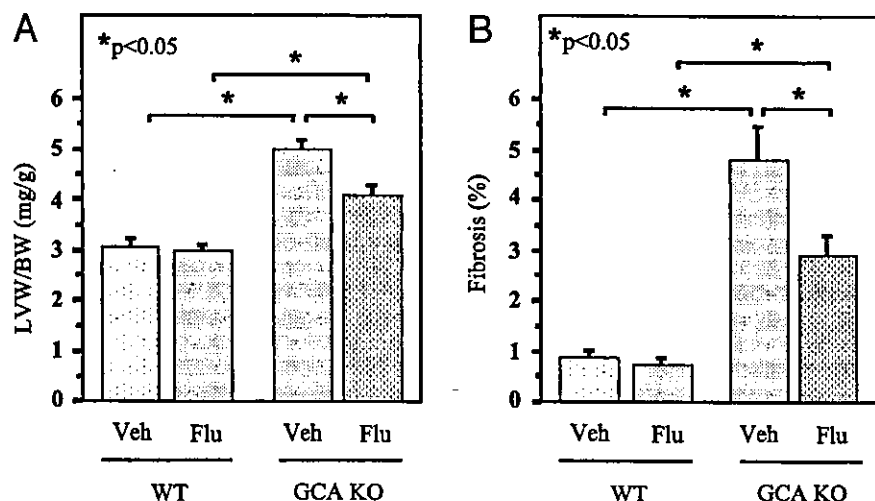 A
*p<0.05
*
*
*
6
5
4
3
2
1
0
LVW/BW (mg/g)
Veh Flu Veh Flu
WT GCA KO
B
*p<0.05
*
*
*
6
5
4
3
2
1
0
Fibrosis (%)
Veh Flu Veh Flu
WT GCA KO